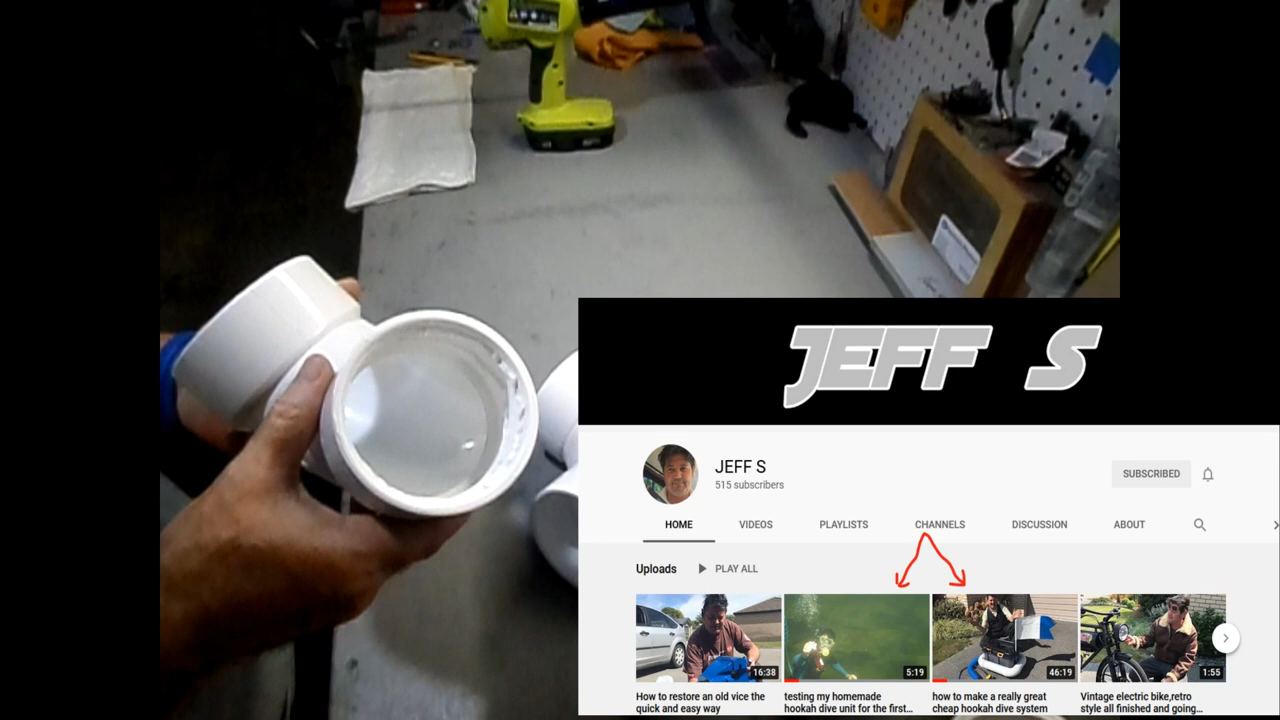 JEFF S
JEFF S
515 subscribers
SUBSCRIBED
HOME VIDEOS PLAYLISTS CHANNELS DISCUSSION ABOUT
Uploads PLAY ALL
16:38 5:19 46:19 1:55
How to restore an old vice the quick and easy way
testing my homemade hookah dive unit for the first...
how to make a really great cheap hookah dive system
Vintage electric bike,retro style all finished and going...